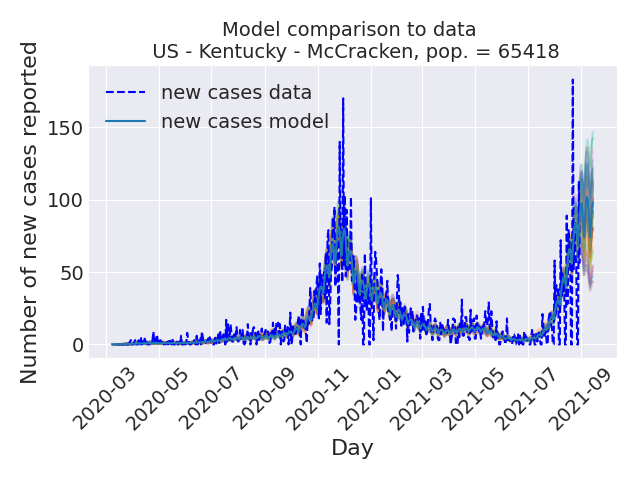 Model comparison to data
US - Kentucky - McCracken, pop. = 65418
Number of new cases reported
new cases data
new cases model
150
100
50
0
2020-03
2020-05
2020-07
2020-09
2020-11
2021-01
2021-03
2021-05
2021-07
2021-09
Day